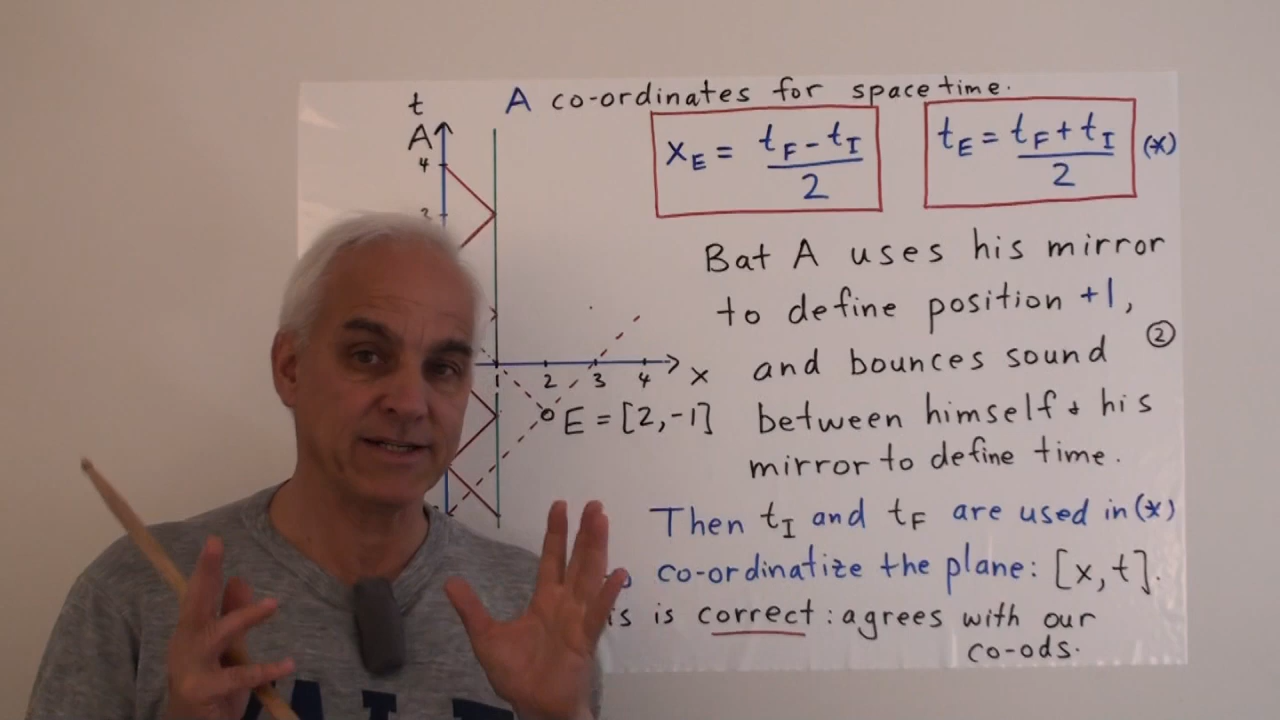 A co-ordinates for spacetime.
t
A
4
x_E = (t_F - t_I)/2
t_E = (t_F + t_I)/2 (*)
Bat A uses his mirror
to define position +1,
and bounces sound ②
between himself & his
mirror to define time.
1 2 3 4 x
E = [2,-1]
Then t_I and t_F are used in (*)
co-ordinatize the plane: [x,t].
is is correct: agrees with our
co-ods.